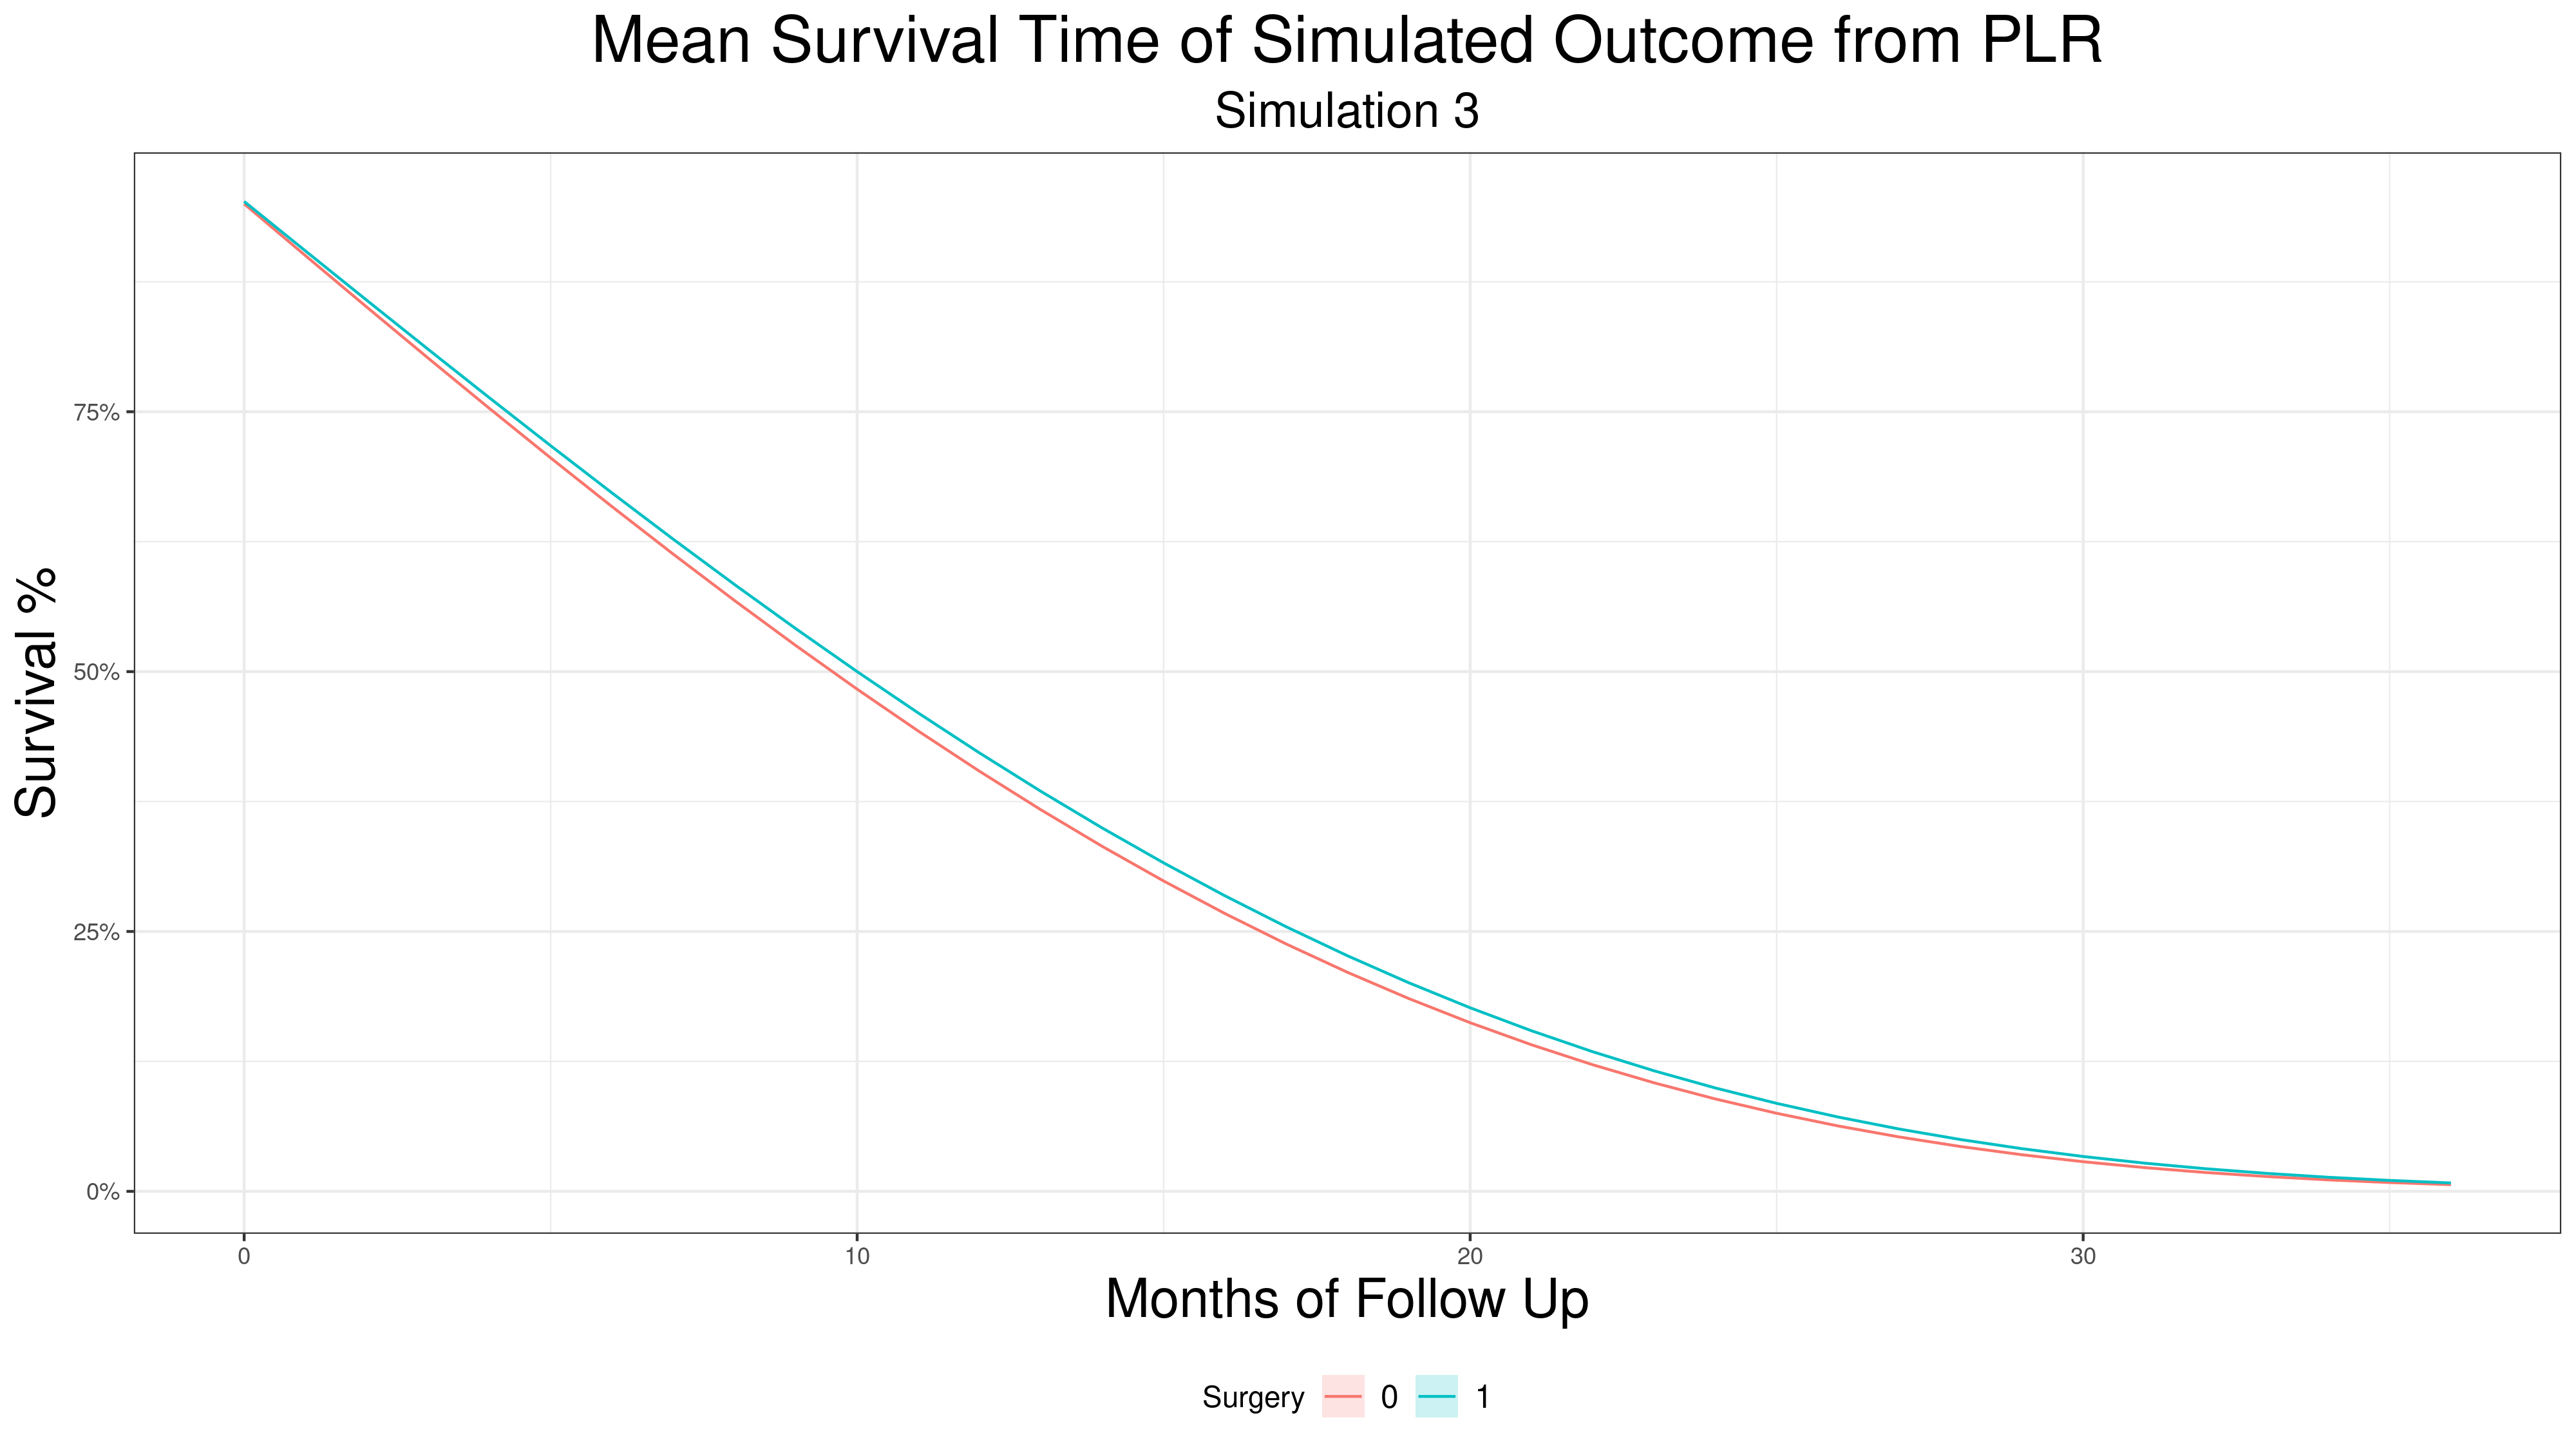 Mean Survival Time of Simulated Outcome from PLR
Simulation 3
Survival %
75%
50%
25%
0%
0 10 20 30
Months of Follow Up
Surgery 0 1